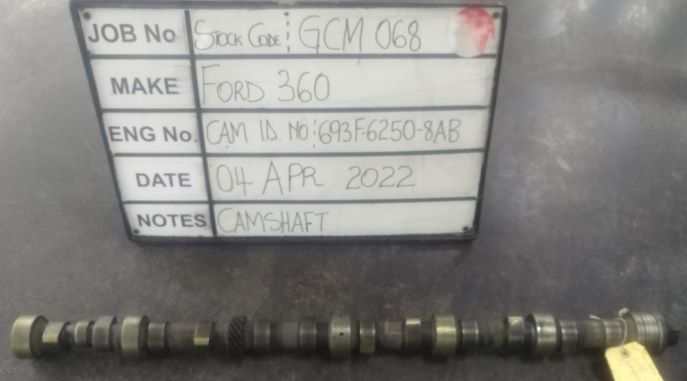 JOB No STOCK CODE: GCM 068
MAKE FORD 360
ENG No. CAM ID NO: 693F-6250-8AB
DATE 04 APR 2022
NOTES CAMSHAFT